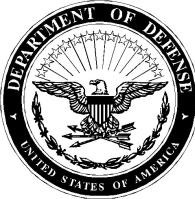 DEPARTMENT OF DEFENSE
UNITED STATES OF AMERICA